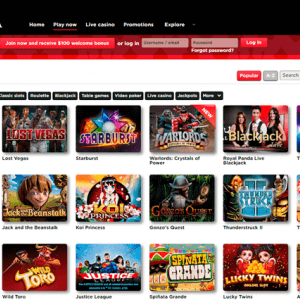 Home Play now Live casino Promotions Explore
Join now and receive $100 welcome bonus or log in Username / email Password Log in
Forgot password?
Popular A-Z Search
Classic slots Roulette Blackjack Table games Video poker Live casino Jackpots More
LOST VEGAS
STARBURST
WARLORDS
NEW
Blackjack
Lost Vegas
Starburst
Warlords: Crystals of
Power
Royal Panda Live
Blackjack
Jack and the Beanstalk
KOI
PRINCESS
GONZO'S QUEST
THUNDER
STRUCK
Jack and the Beanstalk
Koi Princess
Gonzo's Quest
Thunderstruck II
WILD
TORO
JUSTICE
SPIÑATA
GRANDE
LUCKY TWINS
Wild Toro
Justice League
Spiñata Grande
Lucky Twins